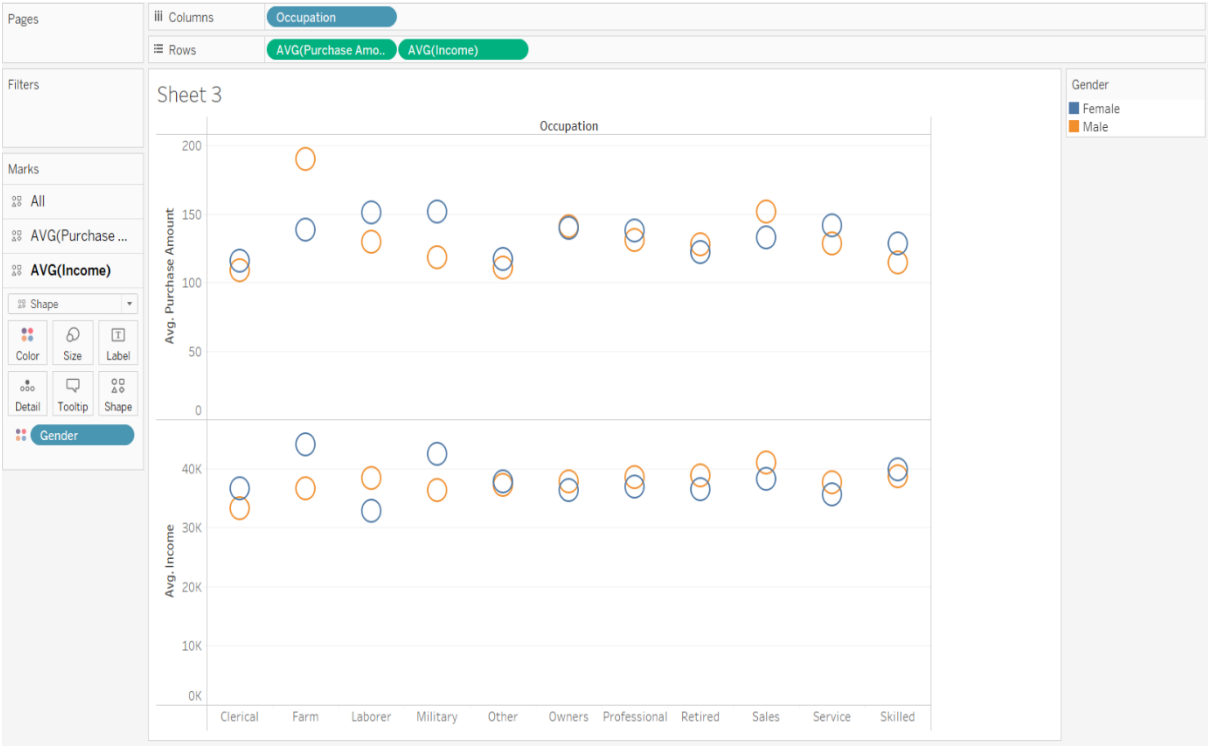 Pages
Columns
Occupation
Rows
AVG(Purchase Amo..
AVG(Income)
Filters
Marks
All
AVG(Purchase ...
AVG(Income)
Shape
Color
Size
Label
T
Detail
Tooltip
Shape
Gender
Sheet 3
Occupation
200
150
100
50
0
Avg. Purchase Amount
40K
30K
20K
10K
0K
Avg. Income
Clerical Farm Laborer Military Other Owners Professional Retired Sales Service Skilled
Gender
Female
Male